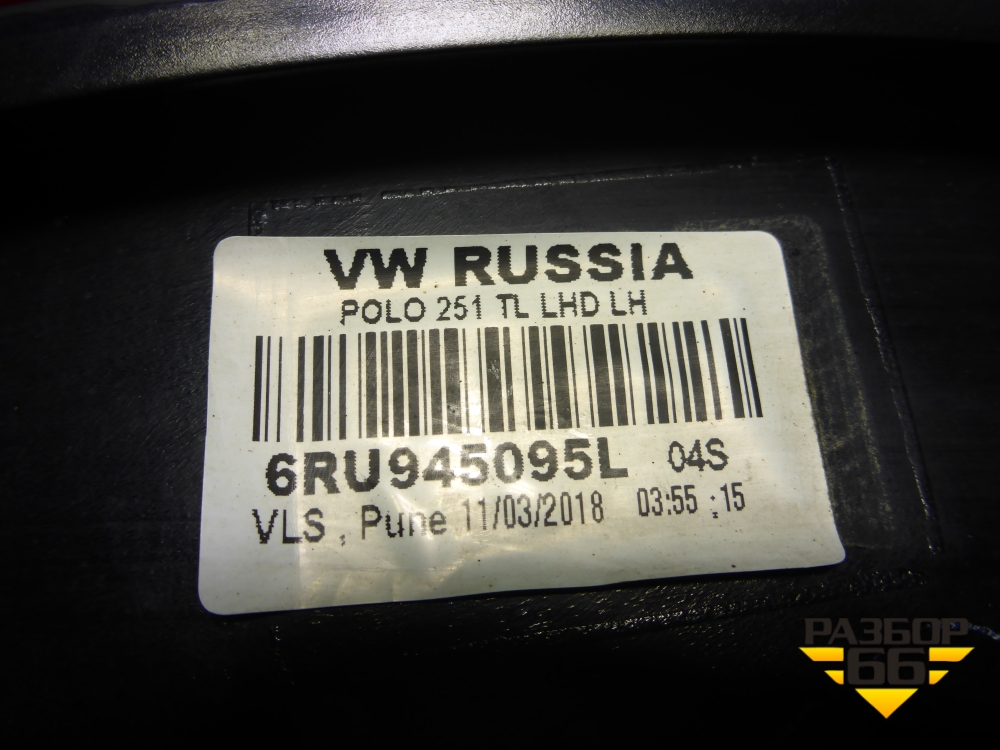 VW RUSSIA
POLO 251 TL LHD LH
6RU945095L 04S
VLS , Pune 11/03/2018 03:55 :15
РАЗБОР
66